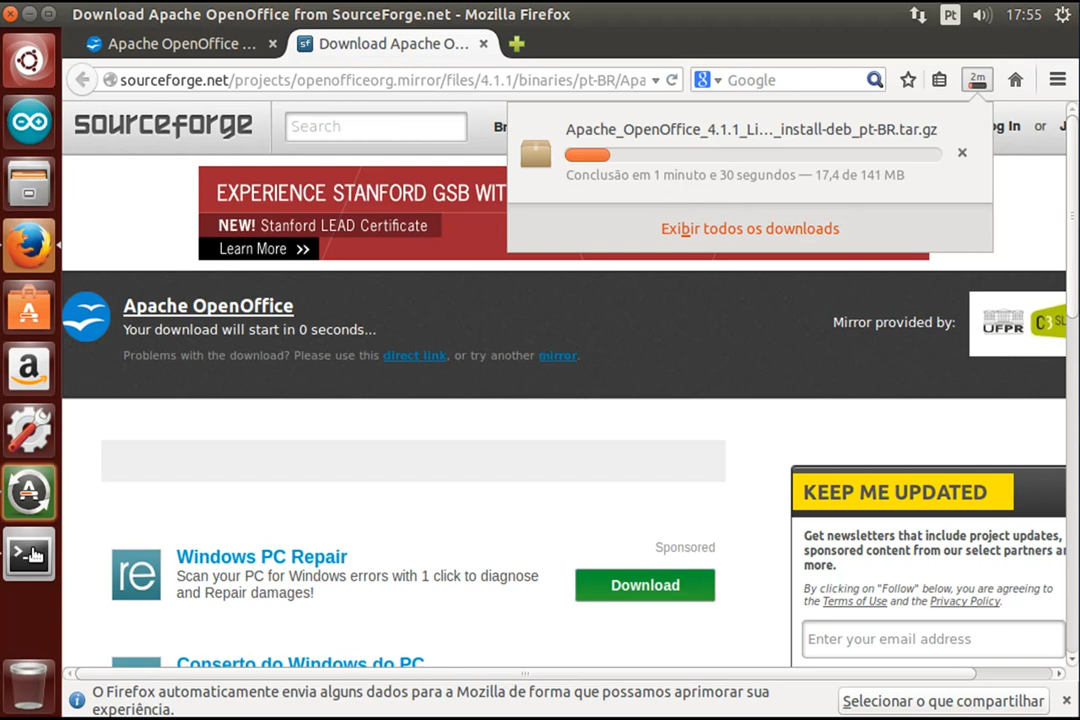 Download Apache OpenOffice from SourceForge.net - Mozilla Firefox
Pt
17:55
Apache OpenOffice ...
sf
Download Apache O...
sourceforge.net/projects/openofficeorg.mirror/files/4.1.1/binaries/pt-BR/Apa
Google
2m
sourceforge
Search
Br
og In or J
Apache_OpenOffice_4.1.1_Li..._install-deb_pt-BR.tar.gz
Conclusão em 1 minuto e 30 segundos — 17,4 de 141 MB
Exibir todos os downloads
EXPERIENCE STANFORD GSB WIT
NEW! Stanford LEAD Certificate
Learn More >>
Apache OpenOffice
Your download will start in 0 seconds...
Problems with the download? Please use this direct link, or try another mirror.
Mirror provided by:
UFPR
C3SL
KEEP ME UPDATED
Get newsletters that include project updates,
sponsored content from our select partners an
more.
By clicking on "Follow" below, you are agreeing to
the Terms of Use and the Privacy Policy.
Enter your email address
re
Windows PC Repair
Sponsored
Scan your PC for Windows errors with 1 click to diagnose
and Repair damages!
Download
Conserto do Windows do PC
O Firefox automaticamente envia alguns dados para a Mozilla de forma que possamos aprimorar sua
experiência.
Selecionar o que compartilhar